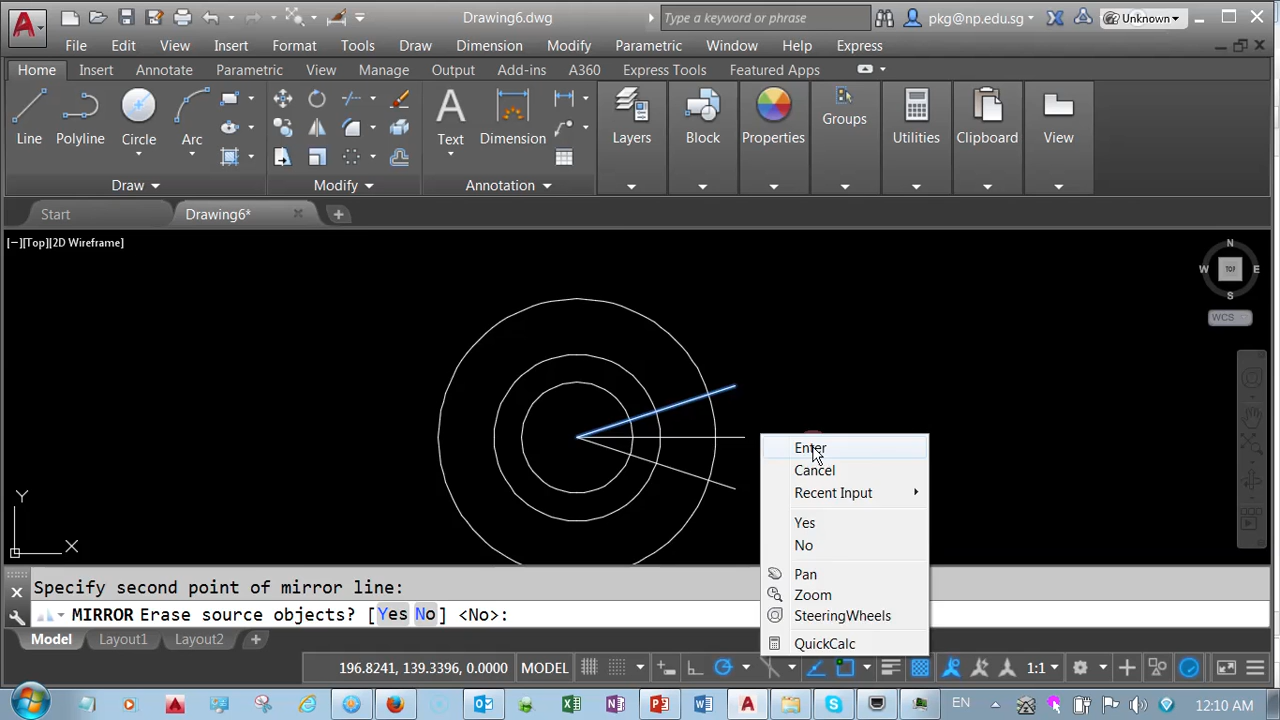 Drawing6.dwg
Type a keyword or phrase
pkg@np.edu.sg
Unknown
File Edit View Insert Format Tools Draw Dimension Modify Parametric Window Help Express
Home Insert Annotate Parametric View Manage Output Add-ins A360 Express Tools Featured Apps
Line Polyline Circle Arc
A Text Dimension
Layers Block Properties Groups Utilities Clipboard View
Draw Modify Annotation
Start Drawing6*
[−][Top][2D Wireframe]
N
W TOP E
S
WCS
Enter
Cancel
Recent Input
Yes
No
Pan
Zoom
SteeringWheels
QuickCalc
Y
X
Specify second point of mirror line:
MIRROR Erase source objects? [Yes No] <No>:
Model Layout1 Layout2
196.8241, 139.3396, 0.0000 MODEL
1:1
EN
12:10 AM